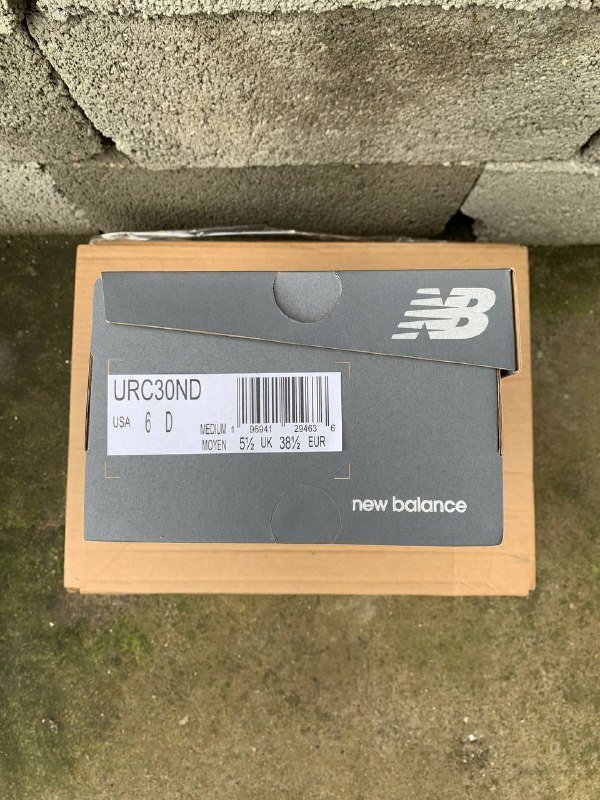 NB
URC30ND
USA 6 D
MEDIUM 1 96941 29463 6
MOYEN 5½ UK 38½ EUR
new balance